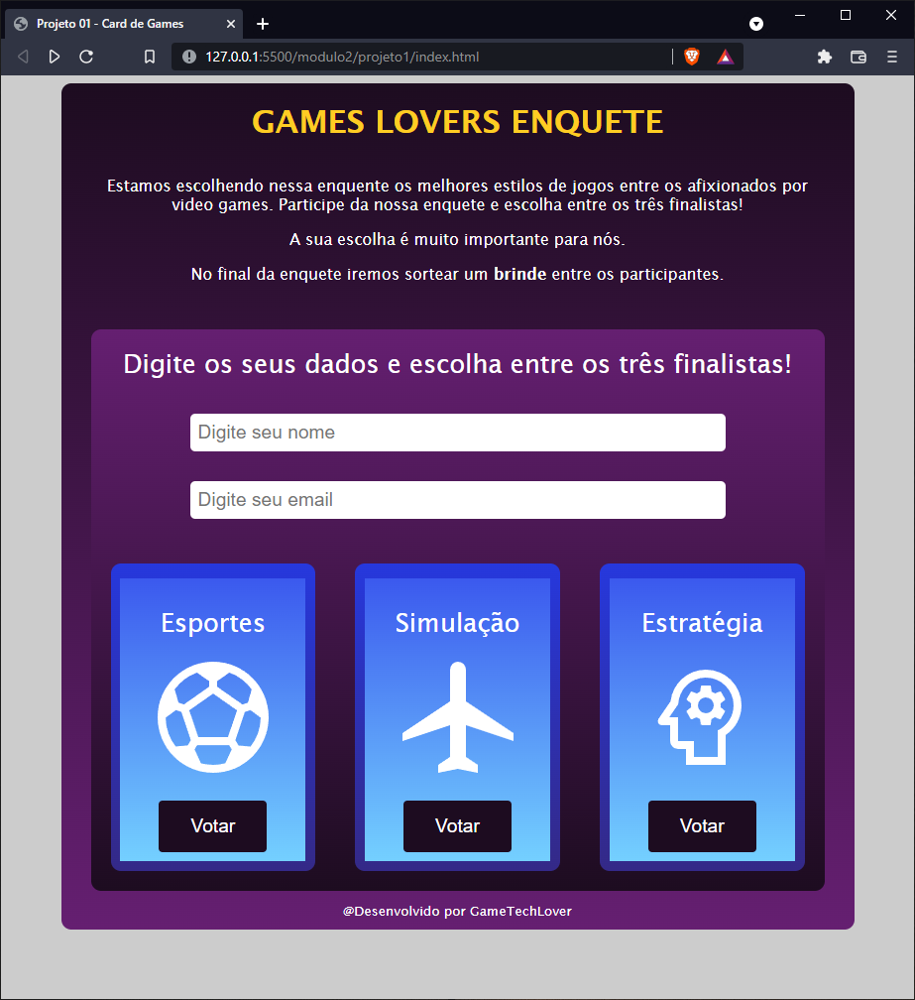 Projeto 01 - Card de Games
127.0.0.1:5500/modulo2/projeto1/index.html
GAMES LOVERS ENQUETE
Estamos escolhendo nessa enquente os melhores estilos de jogos entre os afixionados por
video games. Participe da nossa enquete e escolha entre os três finalistas!
A sua escolha é muito importante para nós.
No final da enquete iremos sortear um brinde entre os participantes.
Digite os seus dados e escolha entre os três finalistas!
Digite seu nome
Digite seu email
Esportes
Simulação
Estratégia
Votar
Votar
Votar
@Desenvolvido por GameTechLover